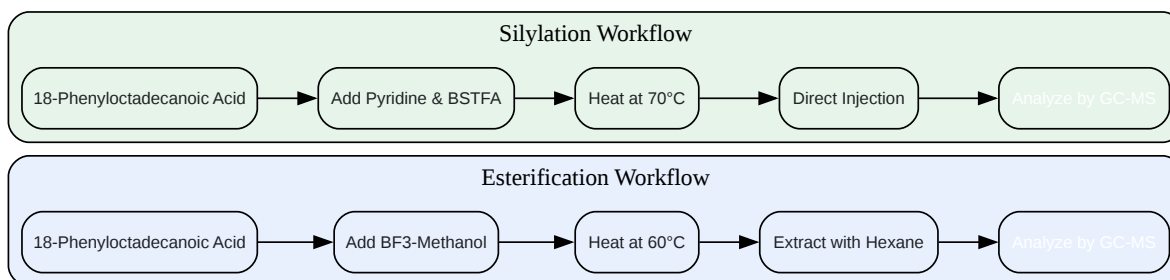 Silylation Workflow
18-Phenyloctadecanoic Acid
Add Pyridine & BSTFA
Heat at 70°C
Direct Injection
Analyze by GC-MS
Esterification Workflow
18-Phenyloctadecanoic Acid
Add BF3-Methanol
Heat at 60°C
Extract with Hexane
Analyze by GC-MS